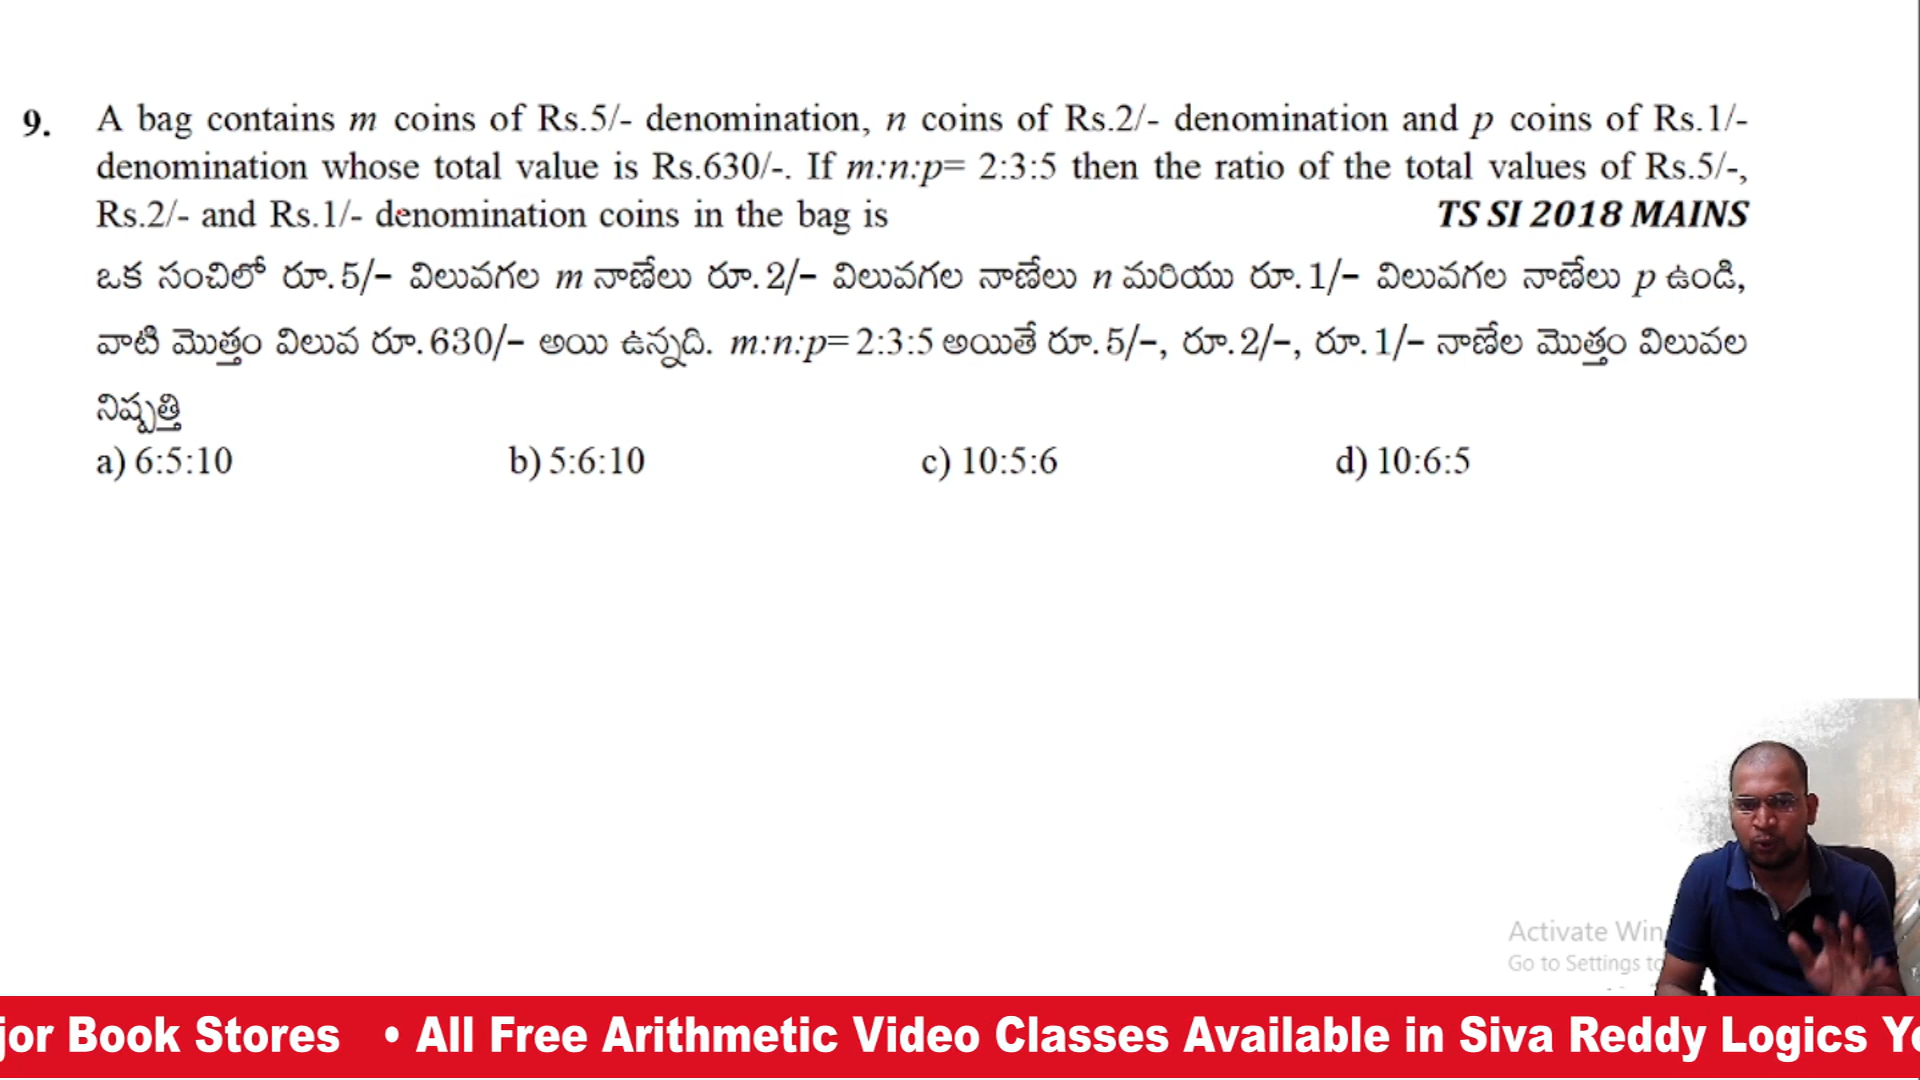 9. A bag contains m coins of Rs.5/- denomination, n coins of Rs.2/- denomination and p coins of Rs.1/-
denomination whose total value is Rs.630/-. If m:n:p= 2:3:5 then the ratio of the total values of Rs.5/-,
Rs.2/- and Rs.1/- denomination coins in the bag is TS SI 2018 MAINS
ఒక సంచిలో రూ.5/- విలువగల m నాణేలు రూ.2/- విలువగల నాణేలు n మరియు రూ.1/- విలువగల నాణేలు p ఉండి,
వాటి మొత్తం విలువ రూ.630/- అయి ఉన్నది. m:n:p=2:3:5 అయితే రూ.5/-, రూ.2/-, రూ.1/- నాణేల మొత్తం విలువల
నిష్పత్తి
a) 6:5:10 b) 5:6:10 c) 10:5:6 d) 10:6:5
Activate Win
Go to Settings to
jor Book Stores • All Free Arithmetic Video Classes Available in Siva Reddy Logics Yo